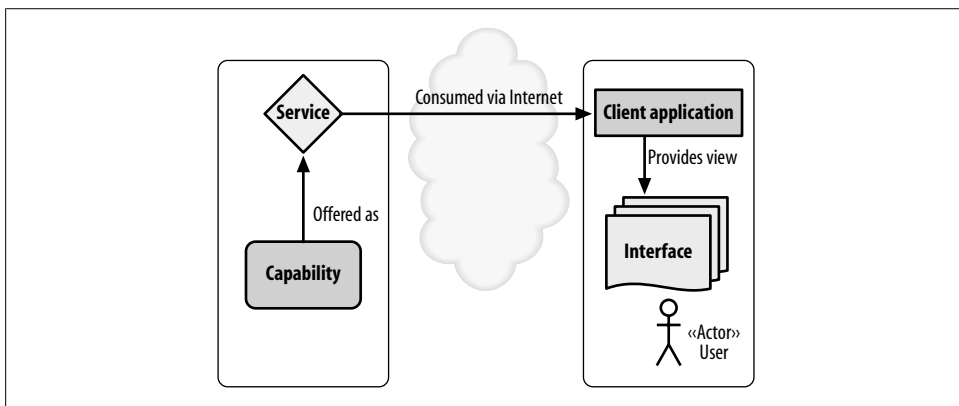 Service
Consumed via Internet
Client application
Provides view
Offered as
Interface
Capability
«Actor»
User